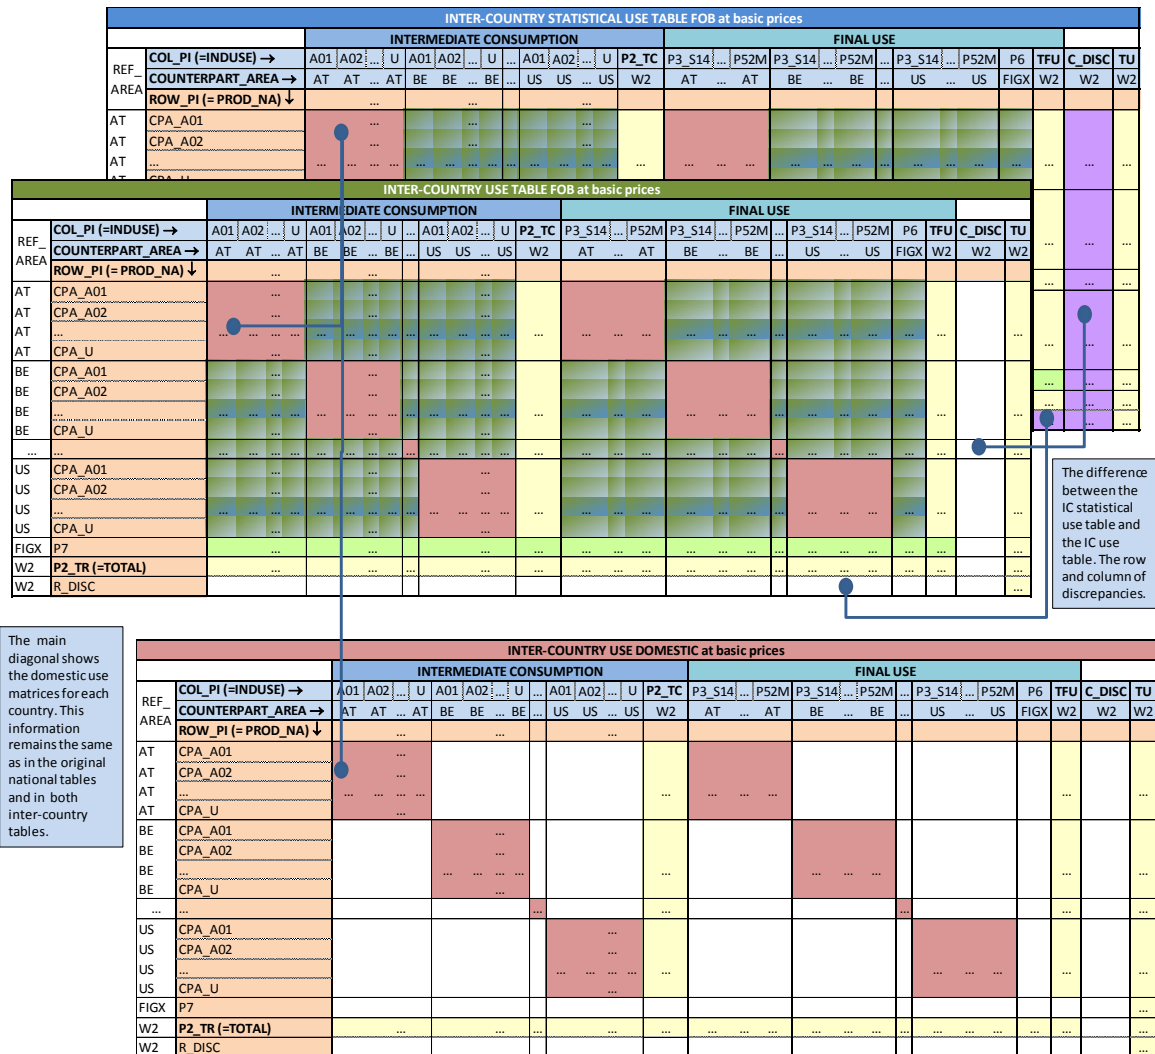 INTER-COUNTRY STATISTICAL USE TABLE FOB at basic prices
INTERMEDIATE CONSUMPTION FINAL USE
REF_ AREA
COL_PI (=INDUSE) → A01 A02 ... U A01 A02 ... U ... A01 A02 ... U P2_TC P3_S14 ... P52M P3_S14 ... P52M ... P3_S14 ... P52M P6 TFU C_DISC TU
COUNTERPART_AREA → AT AT ... AT BE BE ... BE ... US US ... US W2 AT ... AT BE ... BE ... US ... US FIGX W2 W2 W2
ROW_PI (= PROD_NA) ↓ ... ... ...
AT CPA_A01 ... ...
AT CPA_A02 ... ...
AT ... ... ... ... ... ... ... ... ... ... ... ... ... ... ... ... ... ... ... ... ... ... ... ... ... ... ... ...
INTER-COUNTRY USE TABLE FOB at basic prices
INTERMEDIATE CONSUMPTION FINAL USE
REF_ AREA
COL_PI (=INDUSE) → A01 A02 ... U A01 A02 ... U ... A01 A02 ... U P2_TC P3_S14 ... P52M P3_S14 ... P52M ... P3_S14 ... P52M P6 TFU C_DISC TU
COUNTERPART_AREA → AT AT ... AT BE BE ... BE ... US US ... US W2 AT ... AT BE ... BE ... US ... US FIGX W2 W2 W2
ROW_PI (= PROD_NA) ↓ ... ... ...
AT CPA_A01 ... ... ...
AT CPA_A02 ... ... ...
AT ... ... ... ... ... ... ... ... ... ... ... ... ... ... ... ... ... ... ... ... ... ... ... ... ... ... ...
AT CPA_U ... ... ...
BE CPA_A01 ... ... ...
BE CPA_A02 ... ... ...
BE ... ... ... ... ... ... ... ... ... ... ... ... ... ... ... ... ... ... ... ... ... ... ... ... ... ... ...
BE CPA_U ... ... ...
... ... ... ... ... ... ... ... ... ... ... ... ... ... ... ... ... ... ... ... ... ... ... ... ... ... ... ...
US CPA_A01 ... ... ...
US CPA_A02 ... ... ...
US ... ... ... ... ... ... ... ... ... ... ... ... ... ... ... ... ... ... ... ... ... ... ... ... ... ... ...
US CPA_U ... ... ...
FIGX P7 ... ... ... ... ... ... ... ... ... ... ... ... ... ... ...
W2 P2_TR (=TOTAL) ... ... ... ... ... ... ... ... ... ... ... ... ... ... ... ...
W2 R_DISC ...
The difference
between the
IC statistical
use table and
the IC use
table. The row
and column of
discrepancies.
The main
diagonal shows
the domestic use
matrices for each
country. This
information
remains the same
as in the original
national tables
and in both
inter-country
tables.
INTER-COUNTRY USE DOMESTIC at basic prices
INTERMEDIATE CONSUMPTION FINAL USE
REF_ AREA
COL_PI (=INDUSE) → A01 A02 ... U A01 A02 ... U ... A01 A02 ... U P2_TC P3_S14 ... P52M P3_S14 ... P52M ... P3_S14 ... P52M P6 TFU C_DISC TU
COUNTERPART_AREA → AT AT ... AT BE BE ... BE ... US US ... US W2 AT ... AT BE ... BE ... US ... US FIGX W2 W2 W2
ROW_PI (= PROD_NA) ↓ ... ... ...
AT CPA_A01 ...
AT CPA_A02 ...
AT ... ... ... ... ... ... ... ... ... ... ...
AT CPA_U ...
BE CPA_A01 ...
BE CPA_A02 ...
BE ... ... ... ... ... ... ... ... ... ... ...
BE CPA_U ...
... ... ... ... ... ... ...
US CPA_A01 ...
US CPA_A02 ...
US ... ... ... ... ... ... ... ... ... ... ...
US CPA_U ...
FIGX P7 ...
W2 P2_TR (=TOTAL) ... ... ... ... ... ... ... ... ... ... ... ... ... ... ... ... ... ...
W2 R_DISC ...